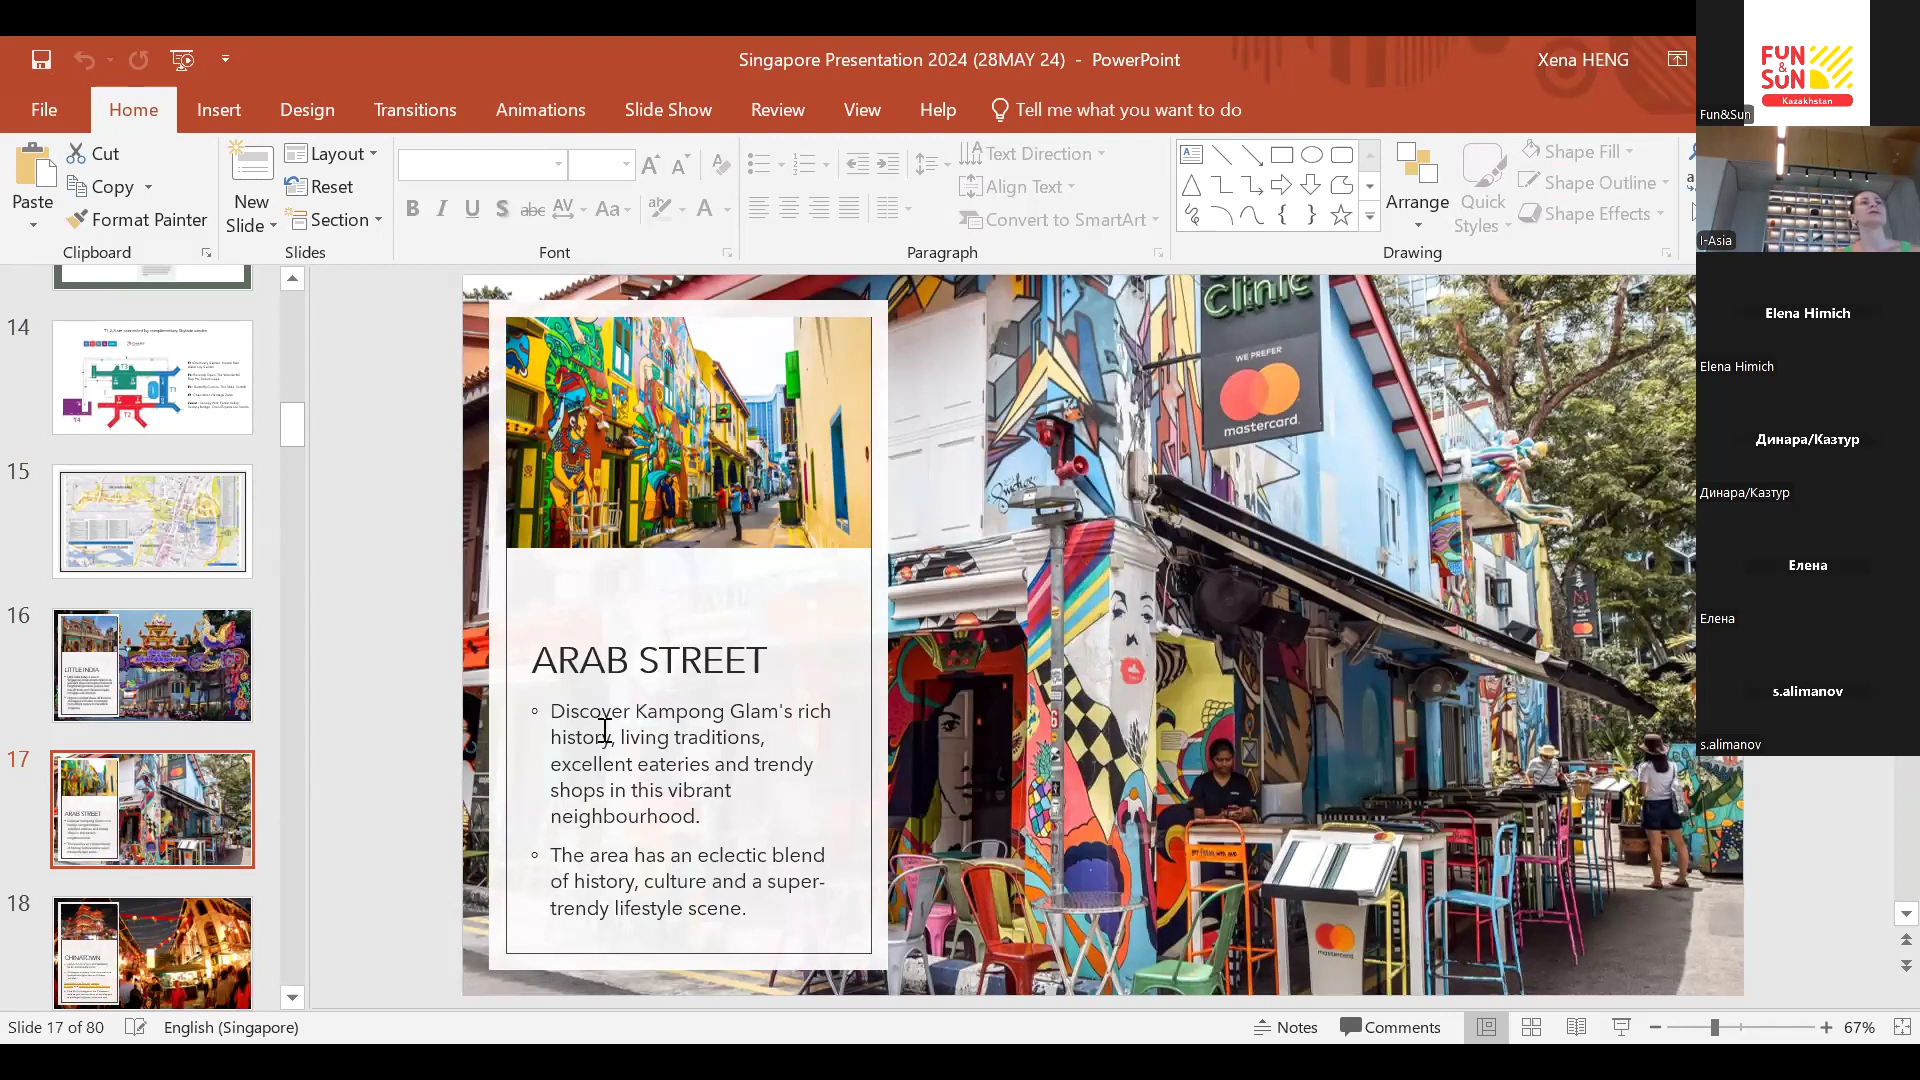 Singapore Presentation 2024 (28MAY 24) - PowerPoint
Xena HENG
File Home Insert Design Transitions Animations Slide Show Review View Help Tell me what you want to do
Paste
Cut
Copy
Format Painter
Clipboard
New Slide
Layout
Reset
Section
Slides
B I U S abc AV Aa A
Font
Text Direction
Align Text
Convert to SmartArt
Paragraph
Arrange
Quick Styles
Shape Fill
Shape Outline
Shape Effects
Drawing
14
T4
T2
T1
15
16
LITTLE INDIA
17
ARAB STREET
18
CHINATOWN
Clinic
WE PREFER
mastercard.
ARAB STREET
Discover Kampong Glam's rich
history, living traditions,
excellent eateries and trendy
shops in this vibrant
neighbourhood.
The area has an eclectic blend
of history, culture and a super-
trendy lifestyle scene.
mastercard.
FUN
&
SUN
Kazakhstan
Fun&Sun
I-Asia
Elena Himich
Elena Himich
Динара/Казтур
Динара/Казтур
Елена
Елена
s.alimanov
s.alimanov
Slide 17 of 80
English (Singapore)
Notes
Comments
67%